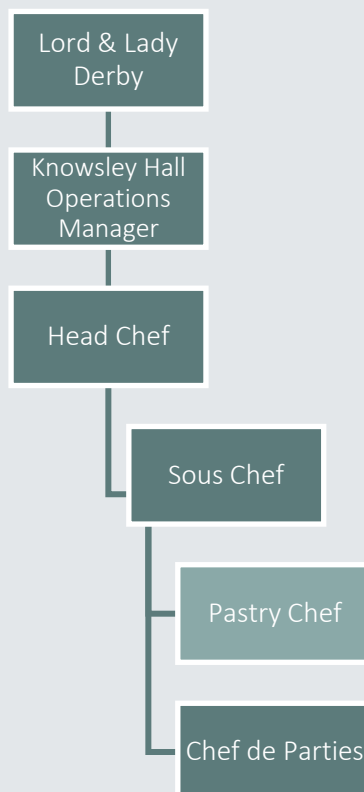 Lord & Lady
Derby
Knowsley Hall
Operations
Manager
Head Chef
Sous Chef
Pastry Chef
Chef de Parties